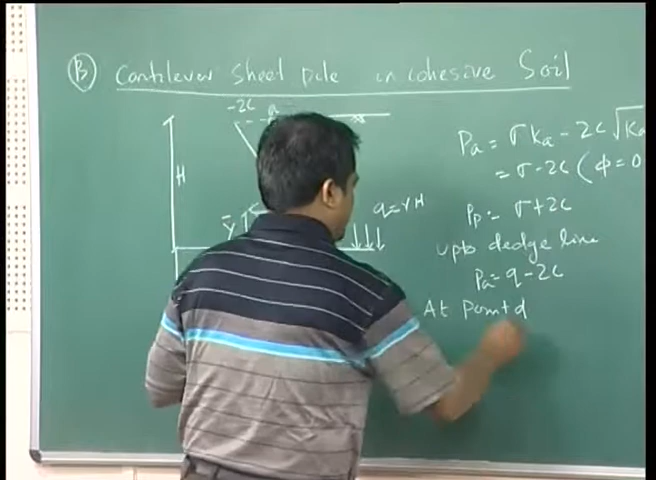 B Cantilever Sheet pile in cohesive Soil
-2c a
H
ȳ
q=γH
Pa = σKa - 2c√Ka
= σ-2c (φ=0
Pp = σ+2c
upto dredge line
Pa = q-2c
At point d